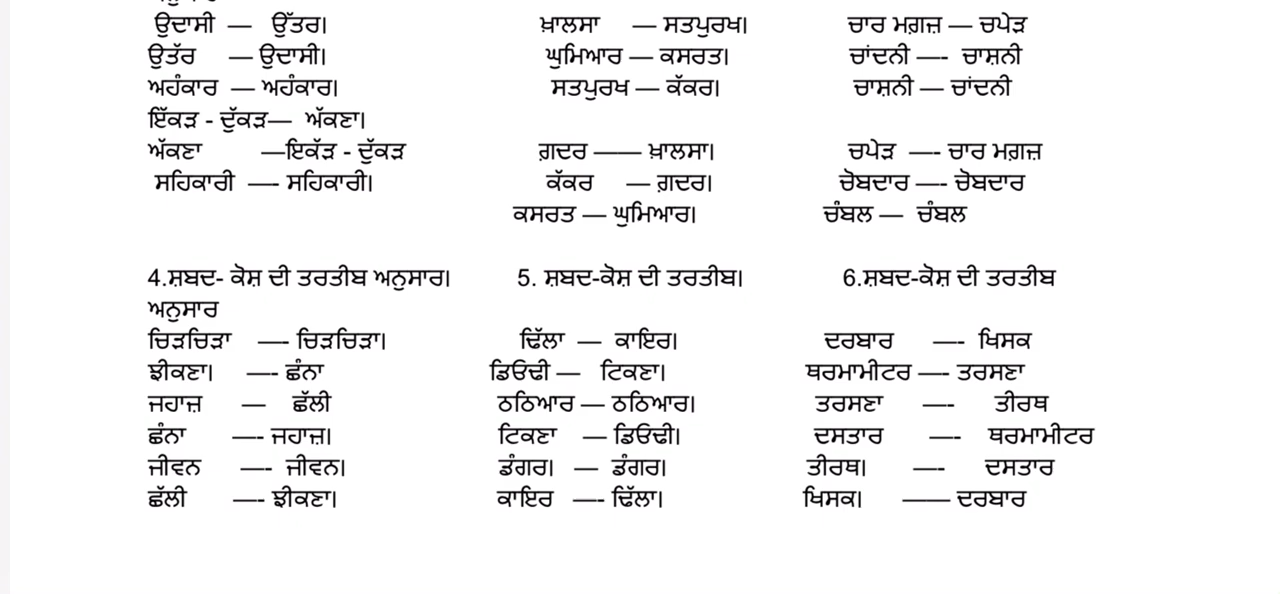 ਉਦਾਸੀ — ਉੱਤਰ। ਖ਼ਾਲਸਾ — ਸਤਪੁਰਖ। ਚਾਰ ਮਗਜ਼ — ਚਪੇੜ
ਉਤੱਰ — ਉਦਾਸੀ। ਘੁਮਿਆਰ — ਕਸਰਤ। ਚਾਂਦਨੀ —- ਚਾਸ਼ਨੀ
ਅਹੰਕਾਰ — ਅਹੰਕਾਰ। ਸਤਪੁਰਖ — ਕੱਕਰ। ਚਾਸ਼ਨੀ — ਚਾਂਦਨੀ
ਇੱਕੜ - ਦੁੱਕੜ— ਅੱਕਣਾ।
ਅੱਕਣਾ —ਇਕੱੜ - ਦੁੱਕੜ ਗ਼ਦਰ —— ਖ਼ਾਲਸਾ। ਚਪੇੜ —- ਚਾਰ ਮਗ਼ਜ਼
ਸਹਿਕਾਰੀ —- ਸਹਿਕਾਰੀ। ਕੱਕਰ — ਗ਼ਦਰ। ਚੋਬਦਾਰ —- ਚੋਬਦਾਰ
ਕਸਰਤ — ਘੁਮਿਆਰ। ਚੰਬਲ — ਚੰਬਲ
4.ਸ਼ਬਦ- ਕੋਸ਼ ਦੀ ਤਰਤੀਬ ਅਨੁਸਾਰ। 5. ਸ਼ਬਦ-ਕੋਸ਼ ਦੀ ਤਰਤੀਬ। 6.ਸ਼ਬਦ-ਕੋਸ਼ ਦੀ ਤਰਤੀਬ
ਅਨੁਸਾਰ
ਚਿੜਚਿੜਾ —- ਚਿੜਚਿੜਾ। ਢਿੱਲਾ — ਕਾਇਰ। ਦਰਬਾਰ —- ਖਿਸਕ
ਝੀਕਣਾ। —- ਛੰਨਾ ਡਿਓਢੀ — ਟਿਕਣਾ। ਥਰਮਾਮੀਟਰ —- ਤਰਸਣਾ
ਜਹਾਜ਼ — ਛੱਲੀ ਠਠਿਆਰ — ਠਠਿਆਰ। ਤਰਸਣਾ —- ਤੀਰਥ
ਛੰਨਾ —- ਜਹਾਜ਼। ਟਿਕਣਾ — ਡਿਓਢੀ। ਦਸਤਾਰ —- ਥਰਮਾਮੀਟਰ
ਜੀਵਨ —- ਜੀਵਨ। ਡੰਗਰ। — ਡੰਗਰ। ਤੀਰਥ। —- ਦਸਤਾਰ
ਛੱਲੀ —- ਝੀਕਣਾ। ਕਾਇਰ —- ਢਿੱਲਾ। ਖਿਸਕ। —— ਦਰਬਾਰ